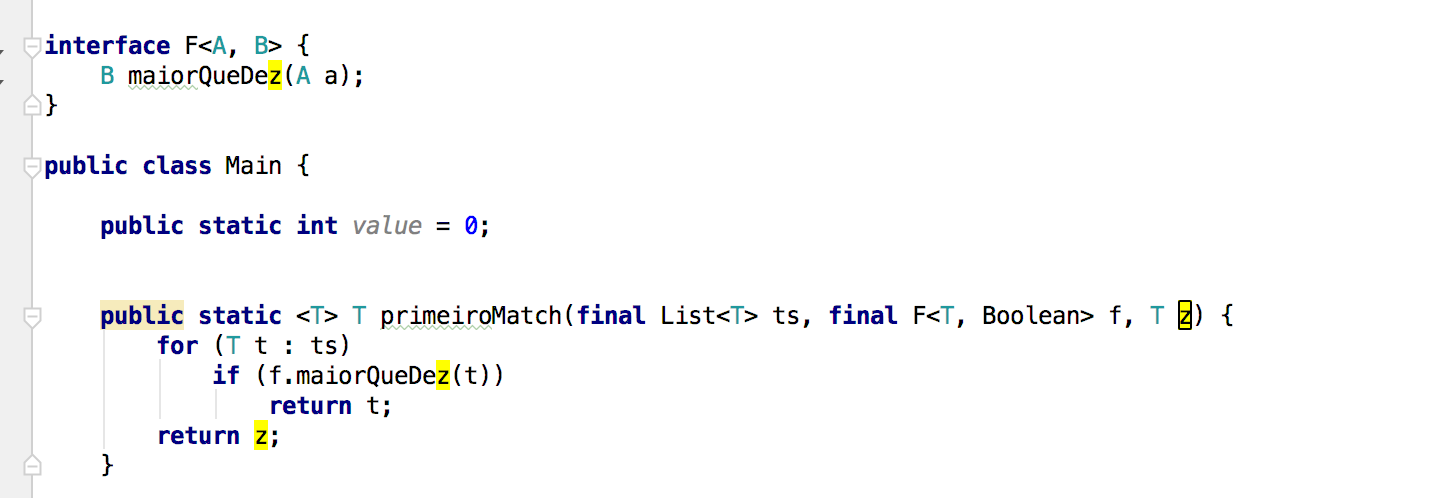 interface F<A, B> {
B maiorQueDez(A a);
}
public class Main {
public static int value = 0;
public static <T> T primeiroMatch(final List<T> ts, final F<T, Boolean> f, T z) {
for (T t : ts)
if (f.maiorQueDez(t))
return t;
return z;
}